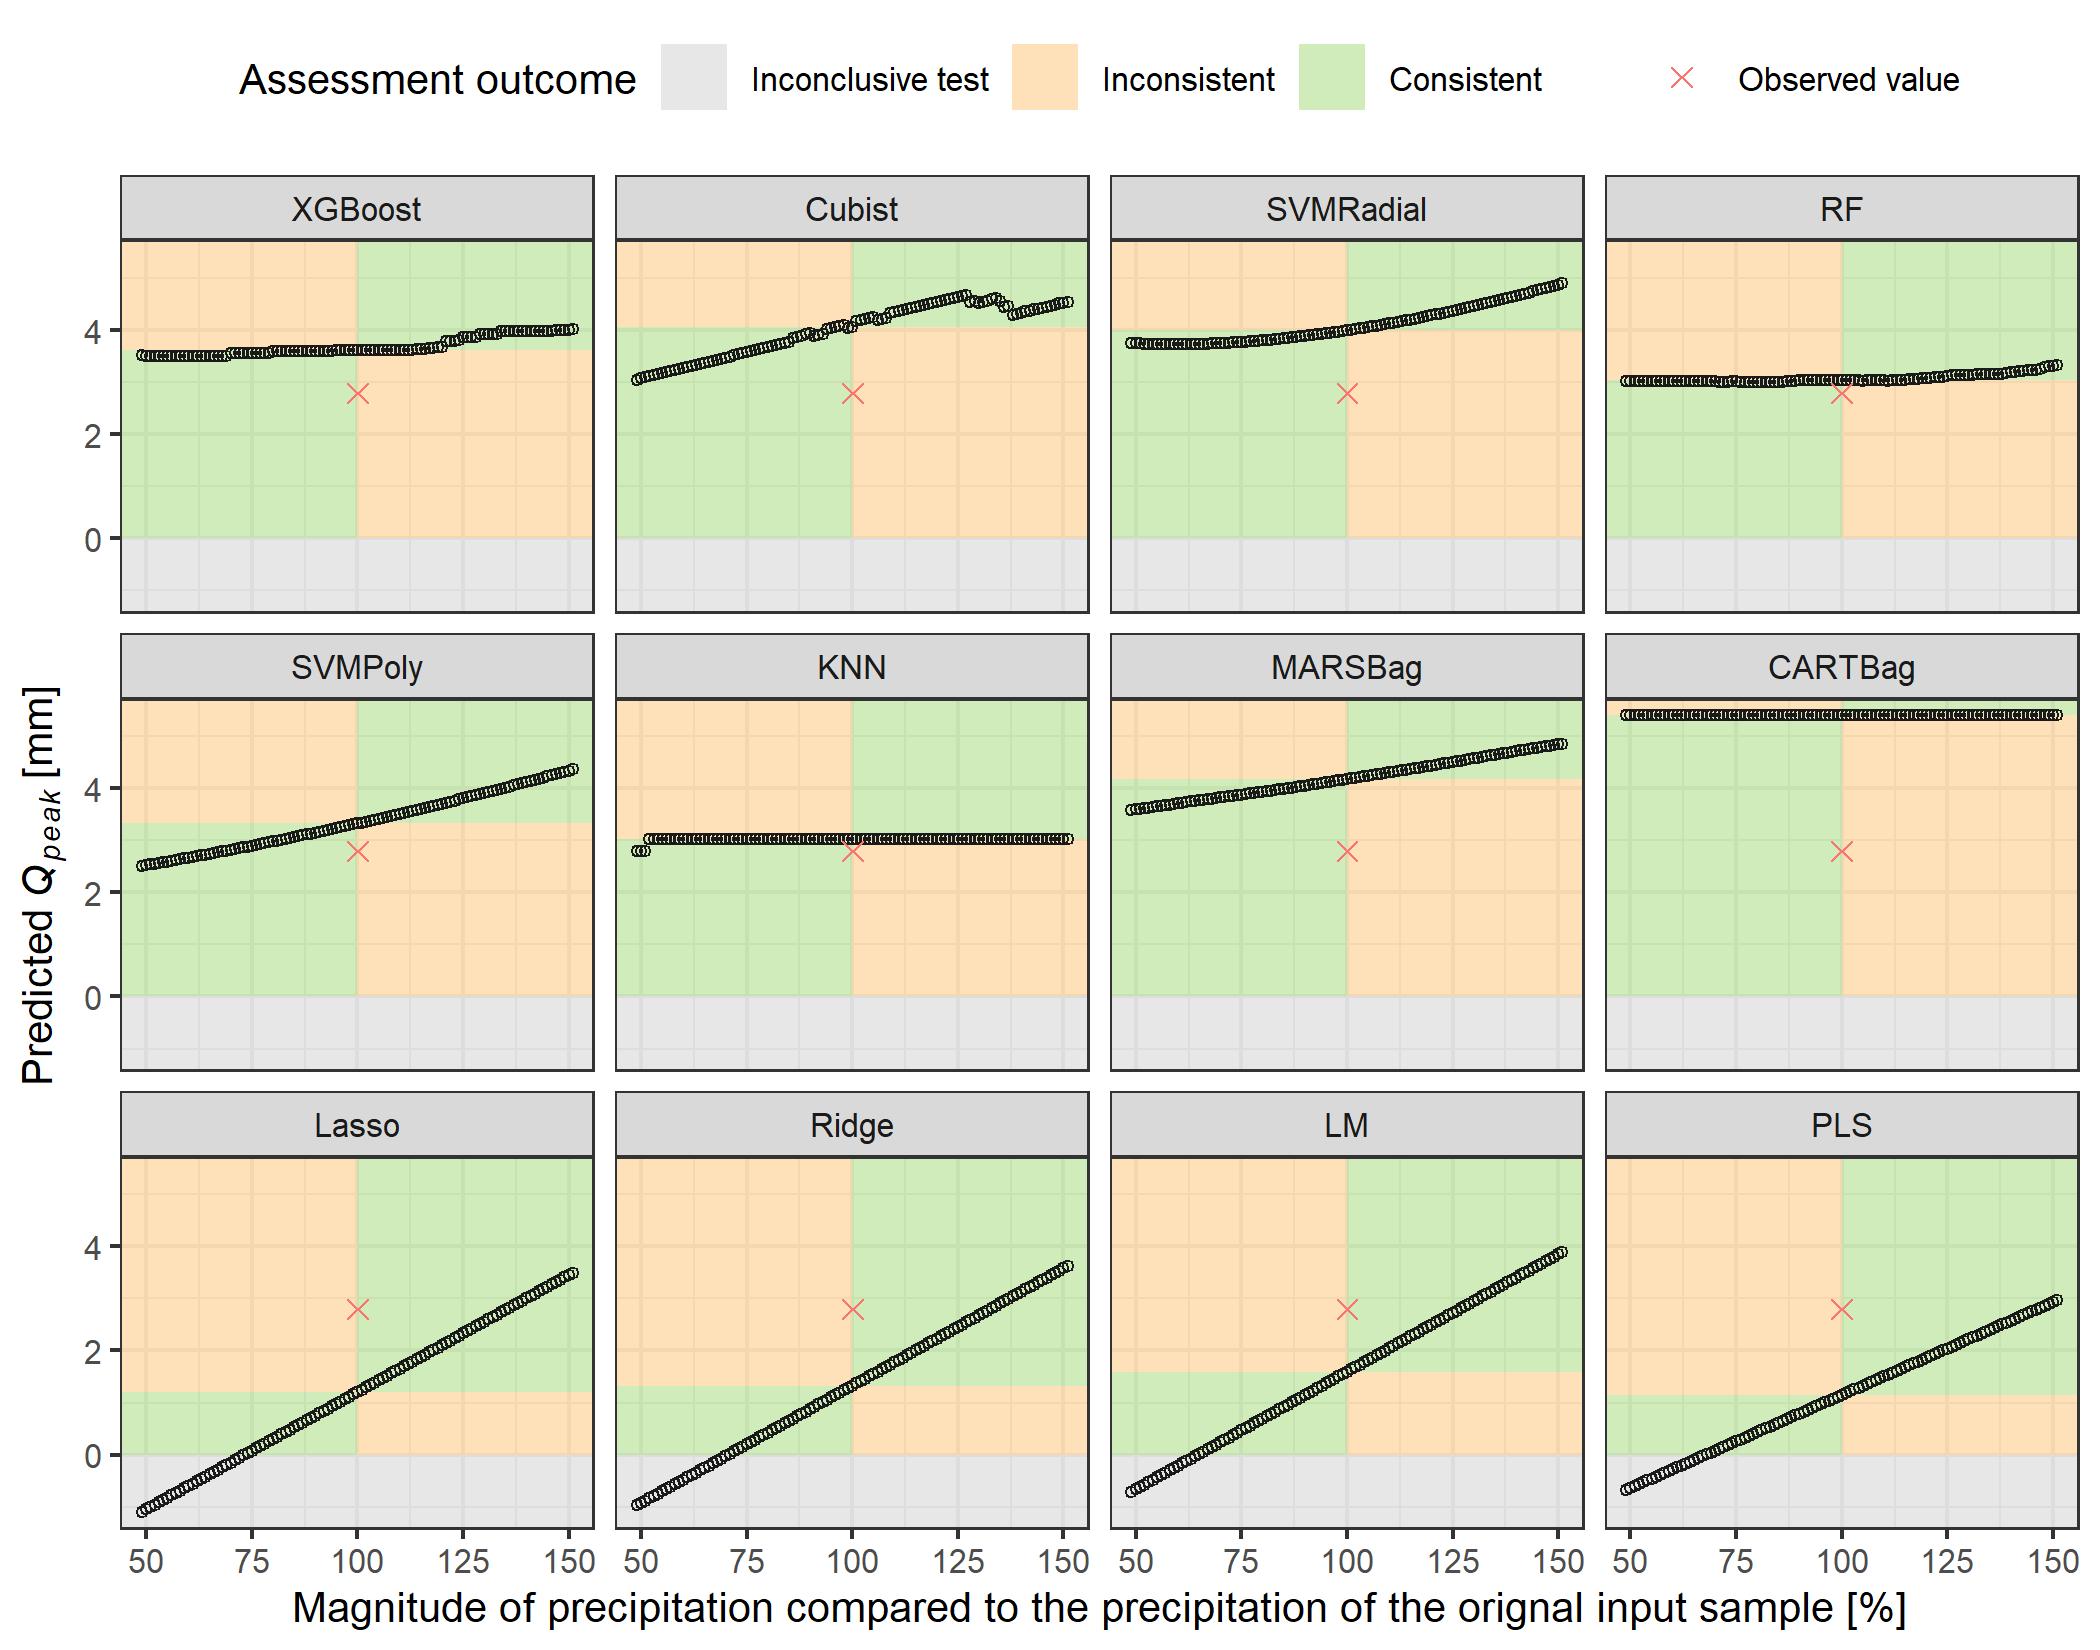 Assessment outcome Inconclusive test Inconsistent Consistent Observed value
XGBoost Cubist SVMRadial RF
4
2
0
SVMPoly KNN MARSBag CARTBag
4
2
0
Lasso Ridge LM PLS
4
2
0
50 75 100 125 150 50 75 100 125 150 50 75 100 125 150 50 75 100 125 150
Magnitude of precipitation compared to the precipitation of the orignal input sample [%]
Predicted Qpeak [mm]